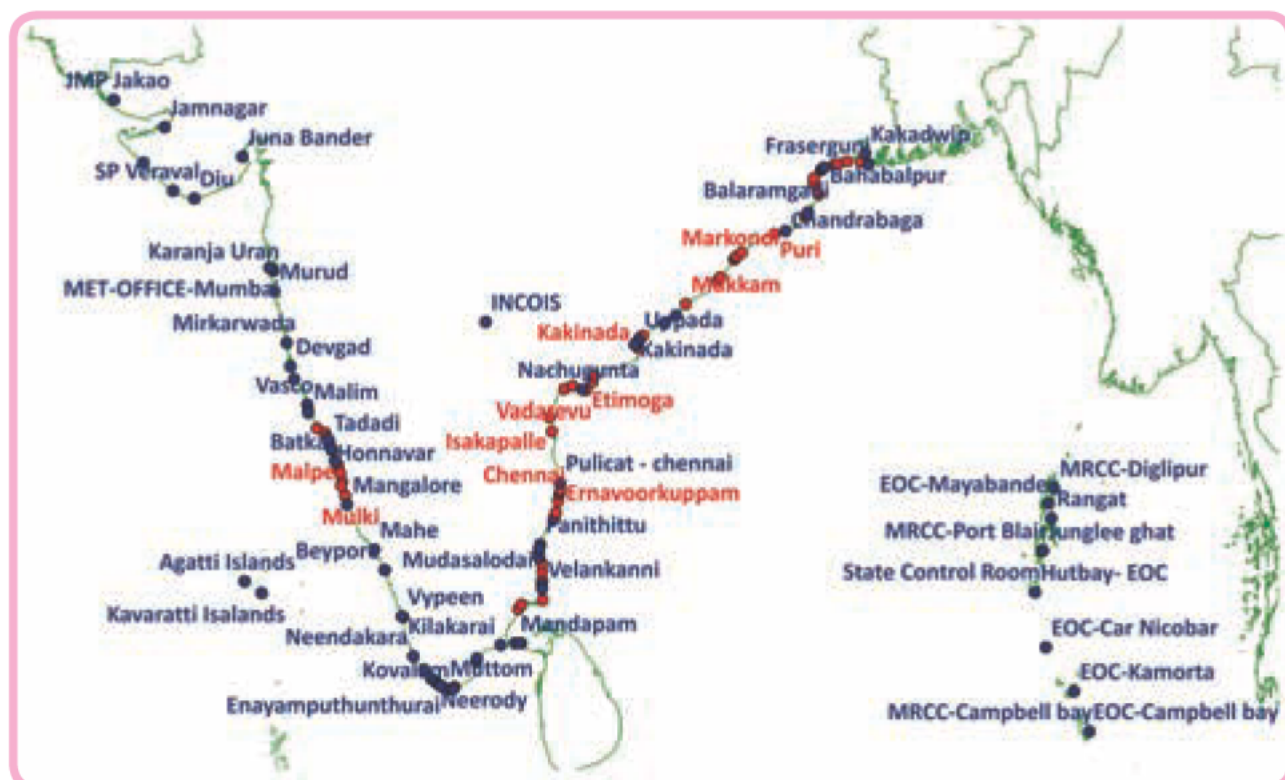 JMP Jakao
Jamnagar
Juna Bander
SP Veraval
Diu
Kakadwip
Frasergunj
Bahabalpur
Balaramgadi
Chandrabaga
Markondi
Puri
Karanja Uran
Murud
MET-OFFICE-Mumbai
Mukkam
INCOIS
Mirkarwada
Uppada
Kakinada
Kakinada
Devgad
Nachugunta
Vasco
Malim
Etimoga
Vadarevu
Tadadi
Isakapalle
Batkal
Honnavar
Malpe
Pulicat - chennai
Chennai
Mangalore
Ernavoorkuppam
MRCC-Diglipur
EOC-Mayabander
Rangat
Mulki
Panithittu
Mahe
MRCC-Port Blair
Junglee ghat
Beypore
Mudasalodai
Agatti Islands
Velankanni
State Control Room
Hutbay- EOC
Kavaratti Isalands
Vypeen
Kilakarai
Mandapam
Neendakara
EOC-Car Nicobar
Kovalam
Muttom
EOC-Kamorta
Enayamputhunthurai
Neerody
MRCC-Campbell bay
EOC-Campbell bay